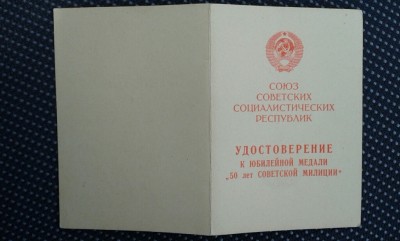 СОЮЗ
СОВЕТСКИХ
СОЦИАЛИСТИЧЕСКИХ
РЕСПУБЛИК
УДОСТОВЕРЕНИЕ
К ЮБИЛЕЙНОЙ МЕДАЛИ
„50 лет СОВЕТСКОЙ МИЛИЦИИ“